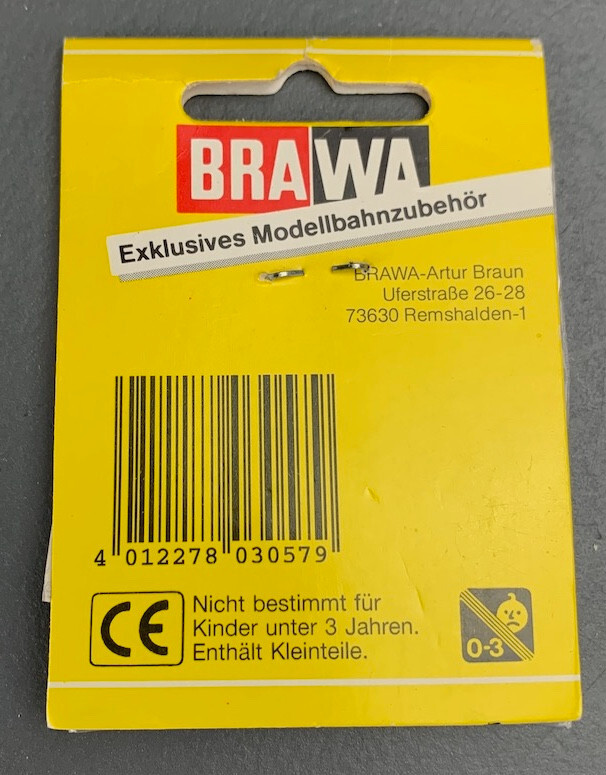 BRAWA
Exklusives Modellbahnzubehör
BRAWA-Artur Braun
Uferstraße 26-28
73630 Remshalden-1
4 012278 030579
CE
Nicht bestimmt für
Kinder unter 3 Jahren.
Enthält Kleinteile.
0-3